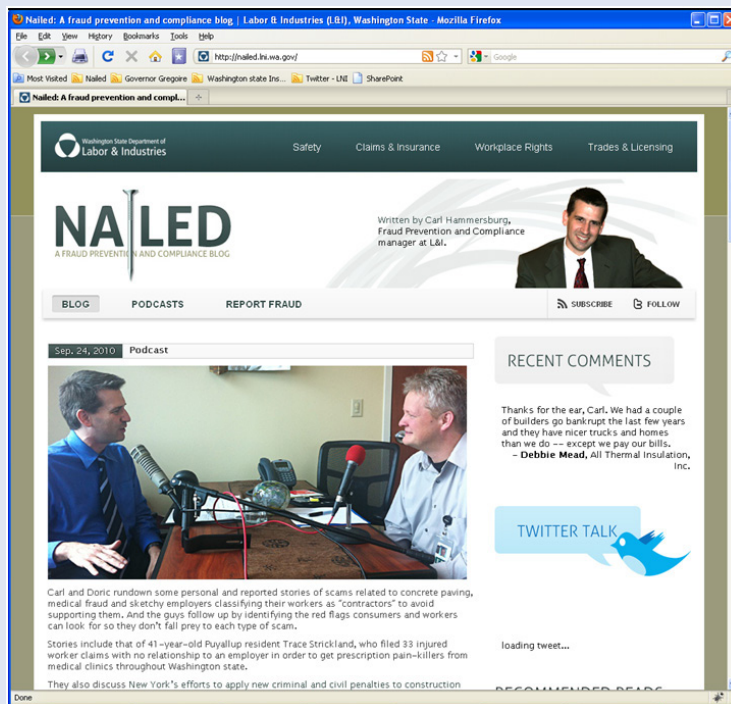 Nailed: A fraud prevention and compliance blog | Labor & Industries (L&I), Washington State - Mozilla Firefox
File Edit View History Bookmarks Tools Help
http://nailed.lni.wa.gov/
Google
Most Visited Nailed Governor Gregoire Washington state Ins... Twitter - LNI SharePoint
Nailed: A fraud prevention and compl...
Washington State Department of
Labor & Industries
Safety Claims & Insurance Workplace Rights Trades & Licensing
NAILED
A FRAUD PREVENTION AND COMPLIANCE BLOG
Written by Carl Hammersburg,
Fraud Prevention and Compliance
manager at L&I.
BLOG PODCASTS REPORT FRAUD SUBSCRIBE FOLLOW
Sep. 24, 2010 Podcast
Carl and Doric rundown some personal and reported stories of scams related to concrete paving,
medical fraud and sketchy employers classifying their workers as "contractors" to avoid
supporting them. And the guys follow up by identifying the red flags consumers and workers
can look for so they don't fall prey to each type of scam.
Stories include that of 41-year-old Puyallup resident Trace Strickland, who filed 33 injured
worker claims with no relationship to an employer in order to get prescription pain-killers from
medical clinics throughout Washington state.
They also discuss New York's efforts to apply new criminal and civil penalties to construction
RECENT COMMENTS
Thanks for the ear, Carl. We had a couple
of builders go bankrupt the last few years
and they have nicer trucks and homes
than we do -- except we pay our bills.
- Debbie Mead, All Thermal Insulation,
Inc.
TWITTER TALK
loading tweet...
RECOMMENDED READS
Done